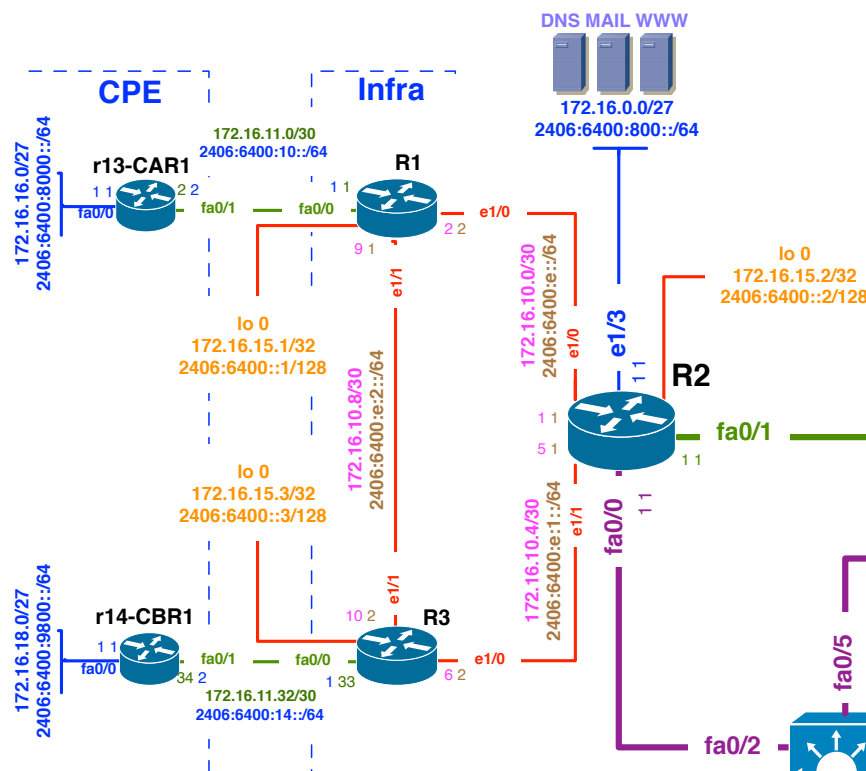 DNS MAIL WWW
172.16.0.0/27
2406:6400:800::/64
CPE
Infra
172.16.11.0/30
2406:6400:10::/64
172.16.16.0/27
2406:6400:8000::/64
r13-CAR1
1 1
fa0/0
2 2
fa0/1
fa0/0
1 1
R1
9 1
2 2
e1/0
e1/1
lo 0
172.16.15.1/32
2406:6400::1/128
172.16.10.8/30
2406:6400:e:2::/64
172.16.10.0/30
2406:6400:e::/64
e1/0
e1/3
1 1
lo 0
172.16.15.2/32
2406:6400::2/128
R2
1 1
5 1
fa0/1
1 1
fa0/0
1 1
172.16.10.4/30
2406:6400:e:1::/64
e1/1
lo 0
172.16.15.3/32
2406:6400::3/128
172.16.18.0/27
2406:6400:9800::/64
r14-CBR1
1 1
fa0/0
34 2
fa0/1
fa0/0
1 33
172.16.11.32/30
2406:6400:14::/64
e1/1
10 2
R3
6 2
e1/0
fa0/2
fa0/5